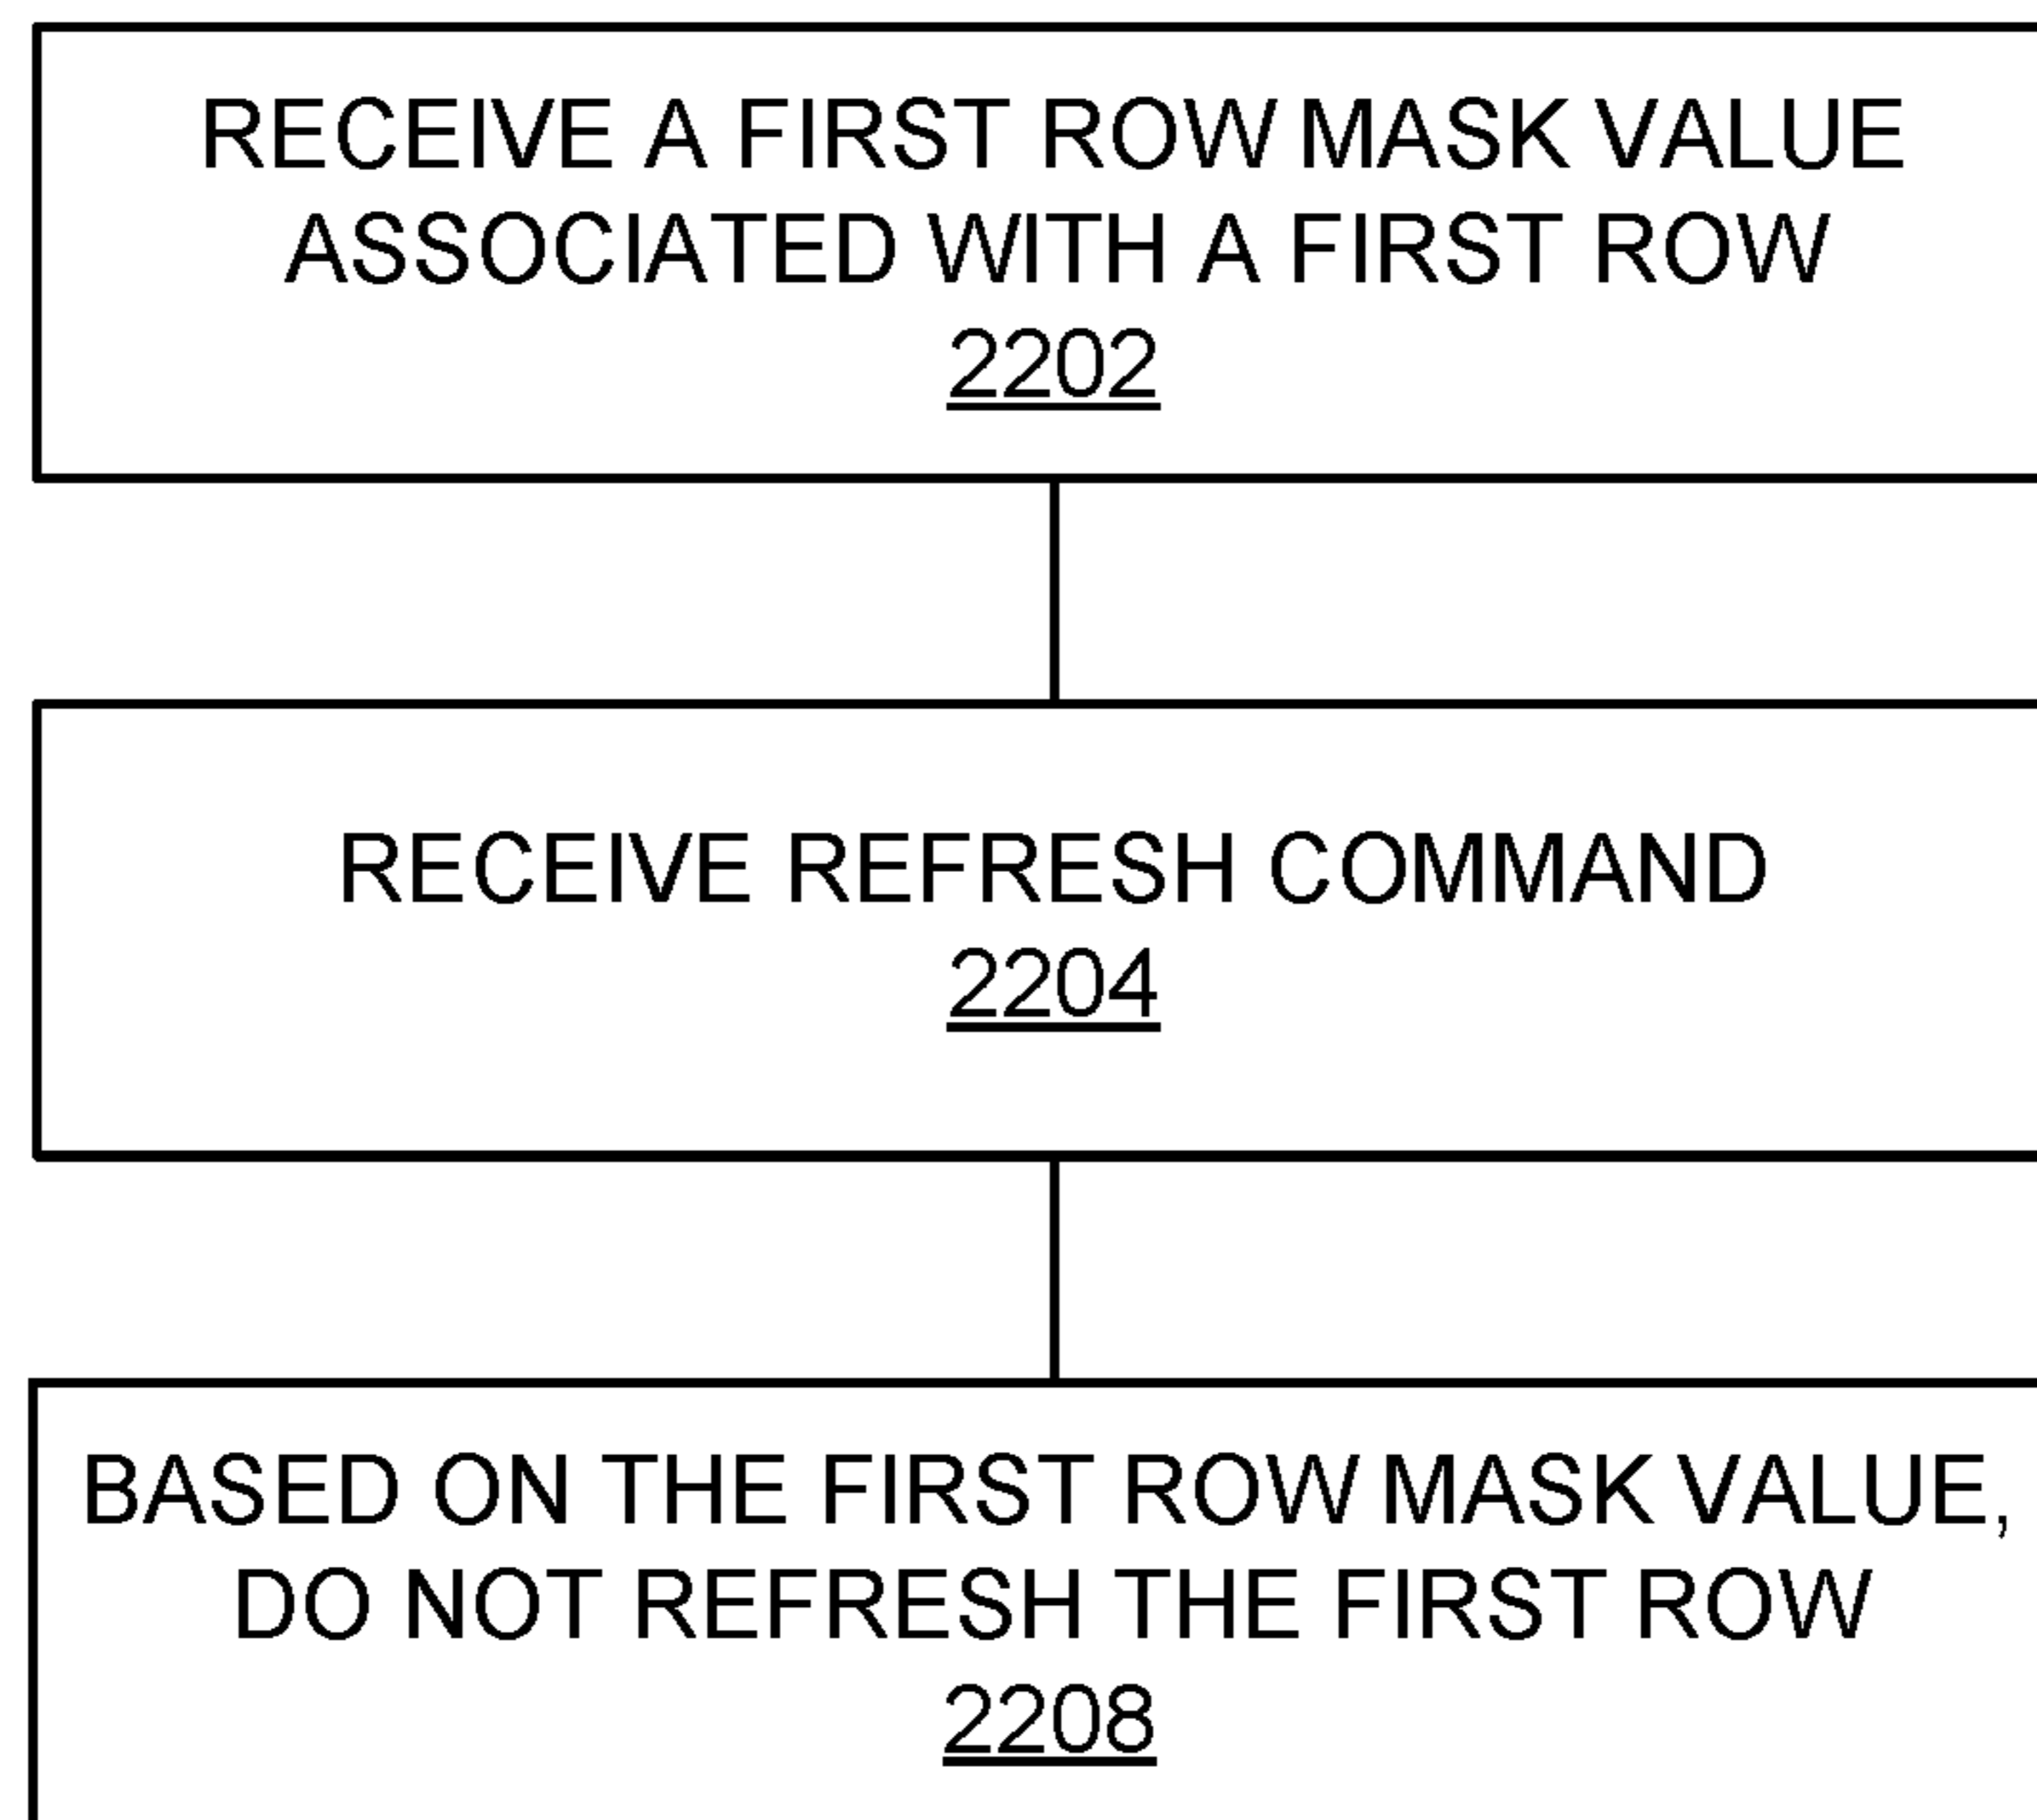 RECEIVE A FIRST ROW MASK VALUE
ASSOCIATED WITH A FIRST ROW
2202
RECEIVE REFRESH COMMAND
2204
BASED ON THE FIRST ROW MASK VALUE,
DO NOT REFRESH THE FIRST ROW
2208